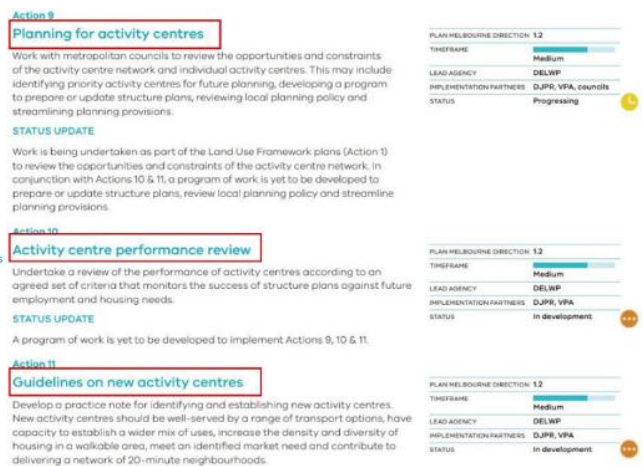 Action 9
Planning for activity centres
Work with metropolitan councils to review the opportunities and constraints
of the activity centre network and individual activity centres. This may include
identifying priority activity centres for future planning, developing a program
to prepare or update structure plans, reviewing local planning policy and
streamlining planning provisions.
STATUS UPDATE
Work is being undertaken as part of the Land Use Framework plans (Action 1)
to review the opportunities and constraints of the activity centre network. In
conjunction with Actions 10 & 11, a program of work is yet to be developed to
prepare or update structure plans, review local planning policy and streamline
planning provisions.
PLAN MELBOURNE DIRECTION 1.2
TIMEFRAME
Medium
LEAD AGENCY DELWP
IMPLEMENTATION PARTNERS DJPR, VPA, councils
STATUS Progressing
Action 10
Activity centre performance review
Undertake a review of the performance of activity centres according to an
agreed set of criteria that monitors the success of structure plans against future
employment and housing needs.
STATUS UPDATE
A program of work is yet to be developed to implement Actions 9, 10 & 11.
PLAN MELBOURNE DIRECTION 1.2
TIMEFRAME
Medium
LEAD AGENCY DELWP
IMPLEMENTATION PARTNERS DJPR, VPA
STATUS In development
Action 11
Guidelines on new activity centres
Develop a practice note for identifying and establishing new activity centres.
New activity centres should be well-served by a range of transport options, have
capacity to establish a wider mix of uses, increase the density and diversity of
housing in a walkable area, meet an identified market need and contribute to
delivering a network of 20-minute neighbourhoods.
PLAN MELBOURNE DIRECTION 1.2
TIMEFRAME
Medium
LEAD AGENCY DELWP
IMPLEMENTATION PARTNERS DJPR, VPA
STATUS In development